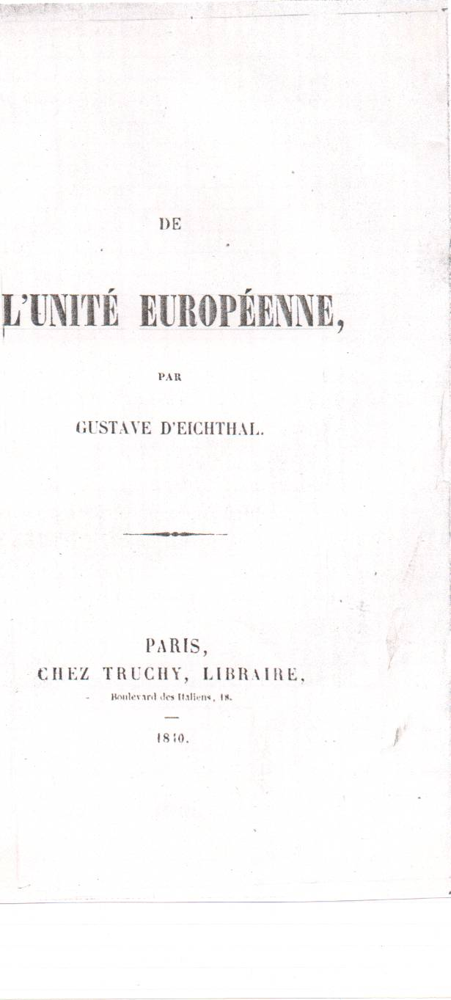 DE
L'UNITÉ EUROPÉENNE,
PAR
GUSTAVE D'EICHTHAL.
PARIS,
CHEZ TRUCHY, LIBRAIRE,
Boulevard des Italiens, 18.
1840.